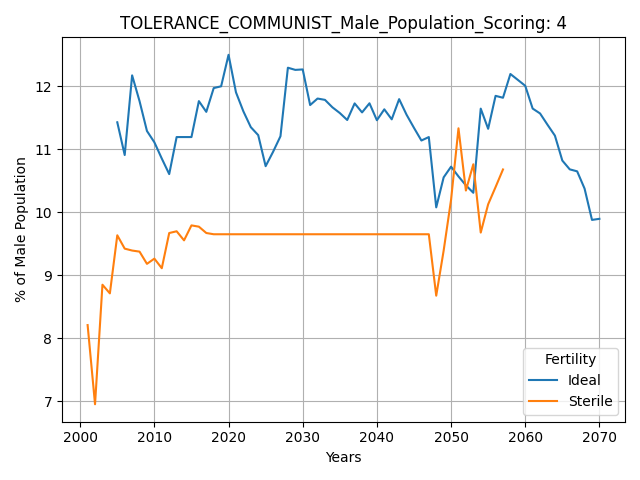 TOLERANCE_COMMUNIST_Male_Population_Scoring: 4
% of Male Population
12
11
10
9
8
7
2000 2010 2020 2030 2040 2050 2060 2070
Years
Fertility
Ideal
Sterile